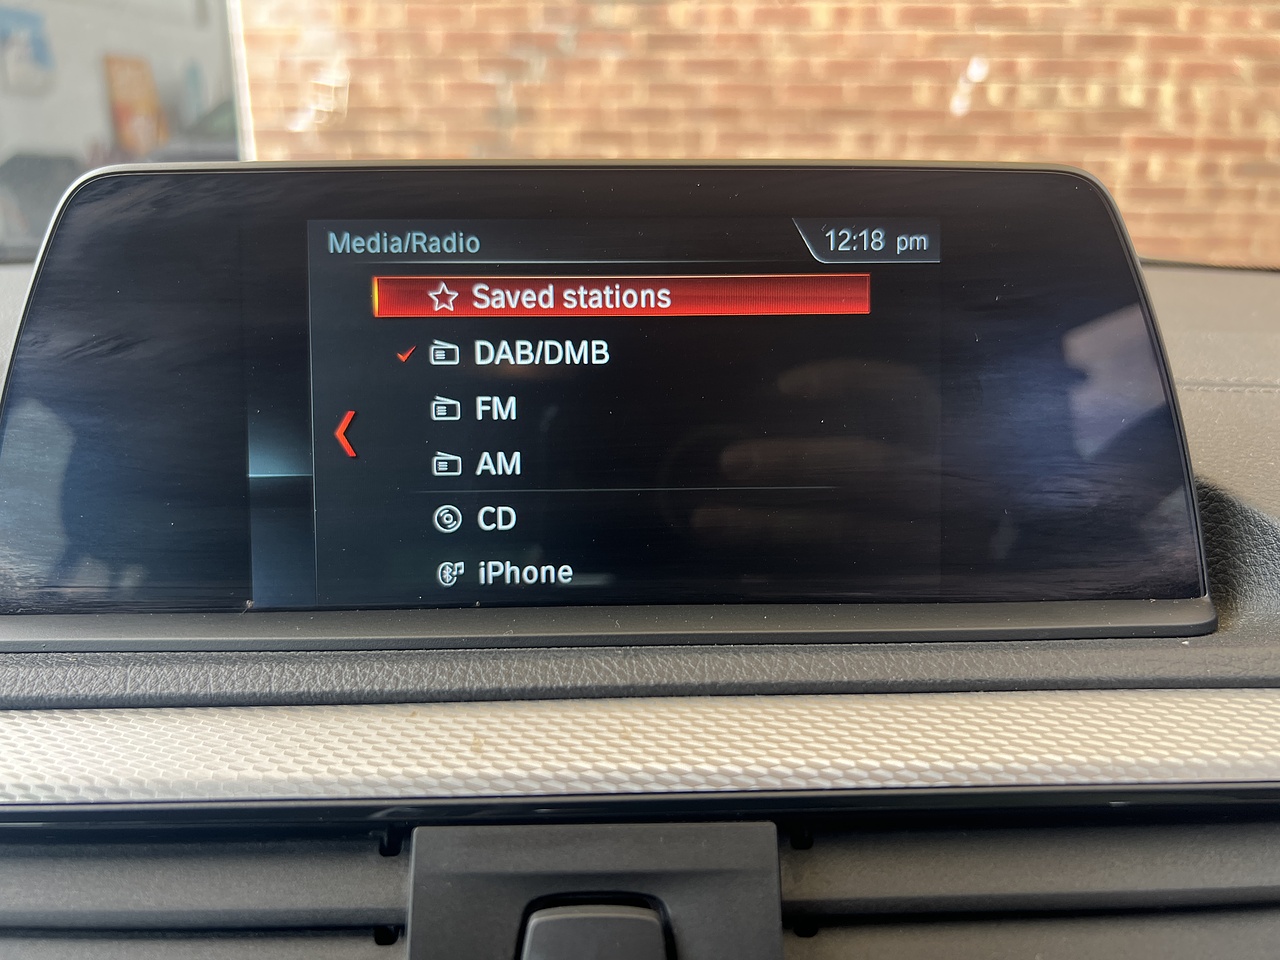 Media/Radio
12:18 pm
Saved stations
DAB/DMB
FM
AM
CD
iPhone